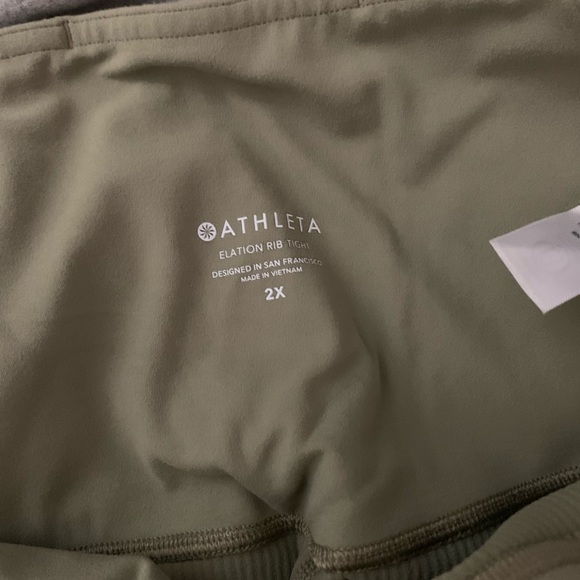 ATHLETA
ELATION RIB TIGHT
DESIGNED IN SAN FRANCISCO
MADE IN VIETNAM
2X